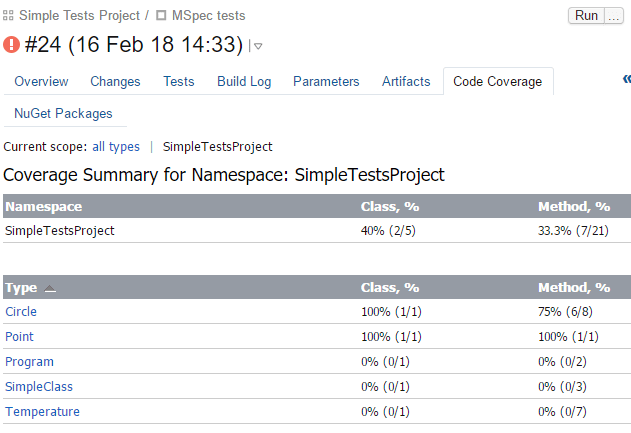 Simple Tests Project / MSpec tests
Run ...
#24 (16 Feb 18 14:33)
Overview Changes Tests Build Log Parameters Artifacts Code Coverage «
NuGet Packages
Current scope: all types | SimpleTestsProject
Coverage Summary for Namespace: SimpleTestsProject
Namespace Class, % Method, %
SimpleTestsProject 40% (2/5) 33.3% (7/21)
Type Class, % Method, %
Circle 100% (1/1) 75% (6/8)
Point 100% (1/1) 100% (1/1)
Program 0% (0/1) 0% (0/2)
SimpleClass 0% (0/1) 0% (0/3)
Temperature 0% (0/1) 0% (0/7)